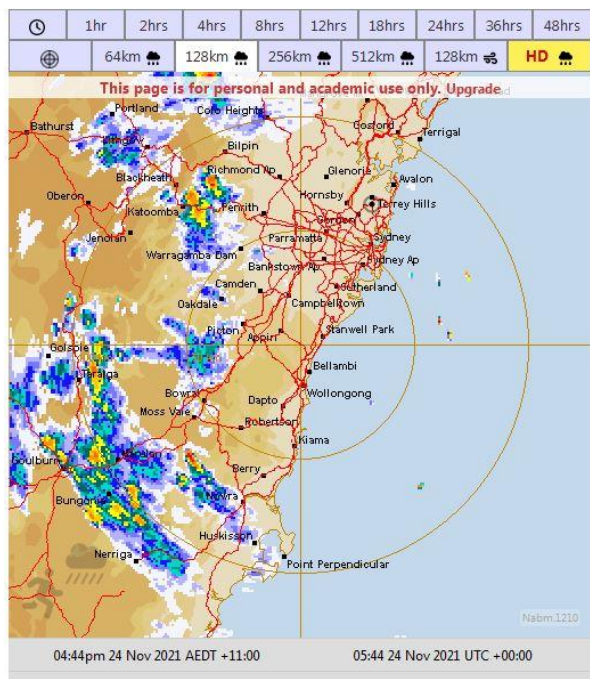 1hr 2hrs 4hrs 8hrs 12hrs 18hrs 24hrs 36hrs 48hrs
64km 128km 256km 512km 128km HD
This page is for personal and academic use only. Upgrade
Portland
Colo Heights
Gosford
Terrigal
Bathurst
Bilpin
Richmond Ap
Glenorie
Avalon
Blackheath
Hornsby
Oberon
Katoomba
Penrith
Terrey Hills
Gordon
Jenolan
Parramatta
Sydney
Warragamba Dam
Bankstown Ap
Sydney Ap
Camden
Sutherland
Oakdale
Campbelltown
Picton
Appin
Stanwell Park
Golspie
Taralga
Bellambi
Bowral
Dapto
Wollongong
Moss Vale
Robertson
Kiama
Goulburn
Berry
Bungonia
Nowra
Huskisson
Nerriga
Point Perpendicular
Nabm.1210
04:44pm 24 Nov 2021 AEDT +11:00 05:44 24 Nov 2021 UTC +00:00